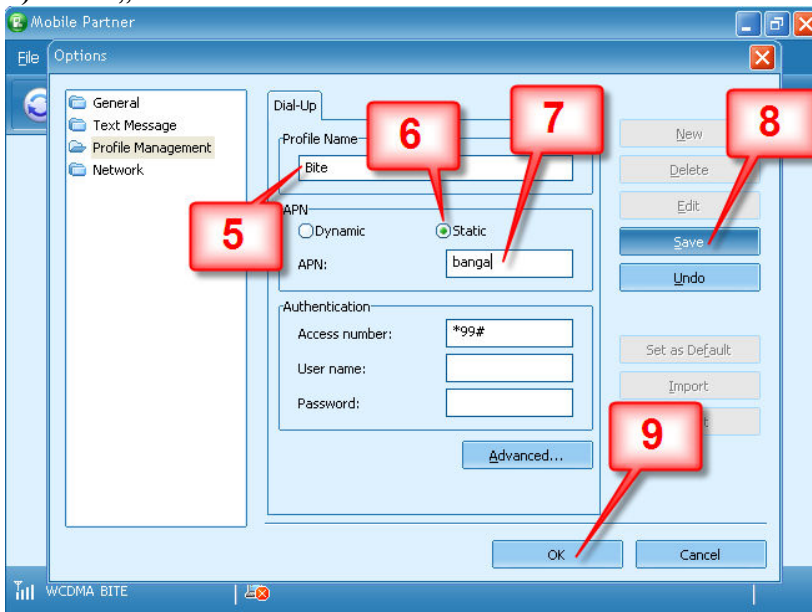 Mobile Partner
File
Options
General
Text Message
Profile Management
Network
Dial-Up
Profile Name
Bite
5
6
7
APN
Dynamic
Static
APN:
banga
Authentication
Access number:
*99#
User name:
Password:
Advanced...
New
8
Delete
Edit
Save
Undo
Set as Default
Import
9
OK
Cancel
WCDMA BITE